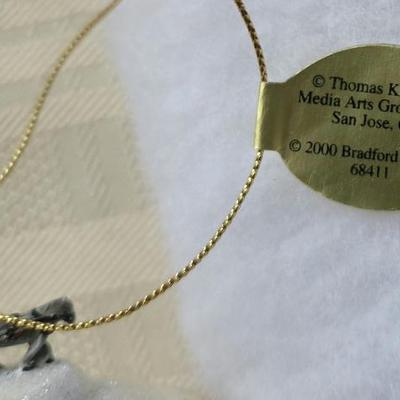 © Thomas K
Media Arts Gro
San Jose,
© 2000 Bradford
68411